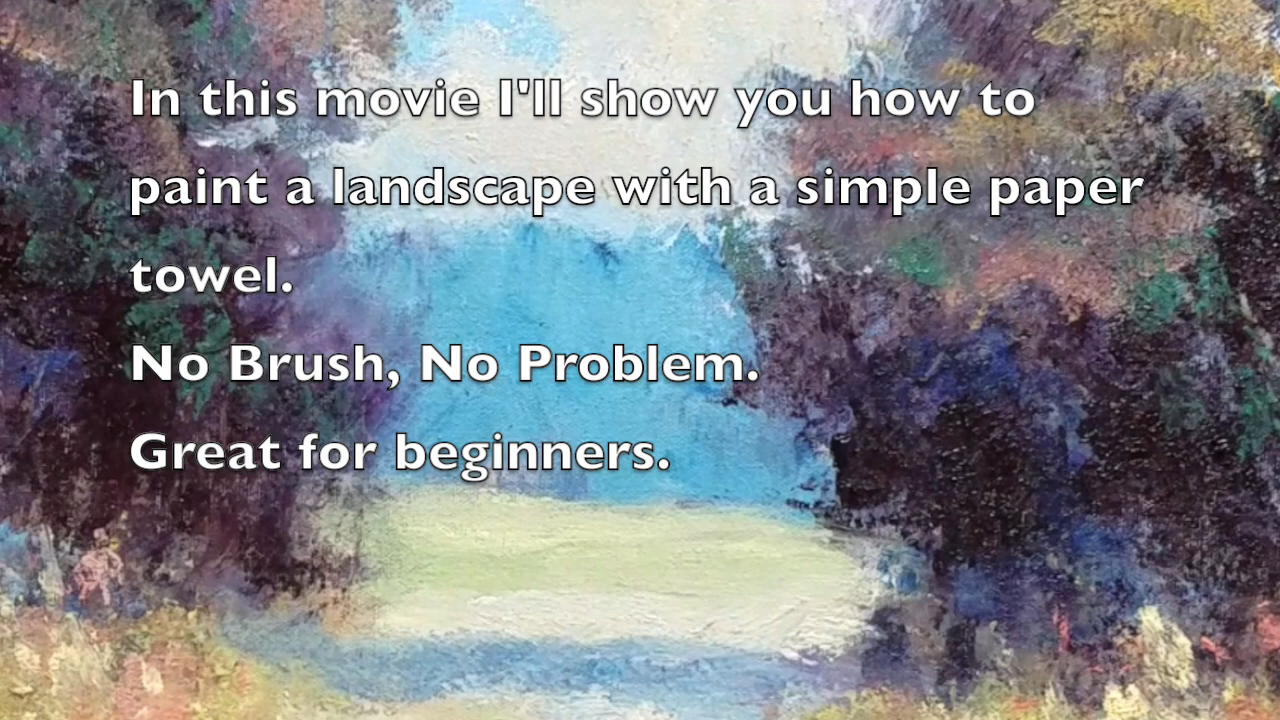 In this movie I'll show you how to
paint a landscape with a simple paper
towel.
No Brush, No Problem.
Great for beginners.